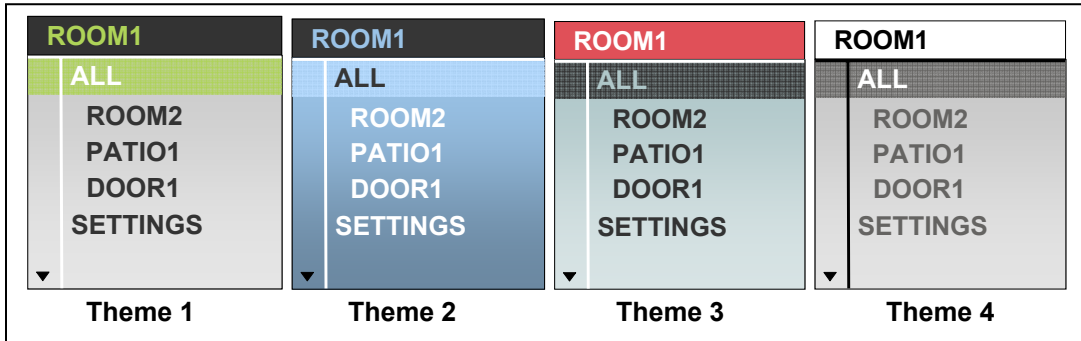 ROOM1
ALL
ROOM2
PATIO1
DOOR1
SETTINGS
Theme 1
ROOM1
ALL
ROOM2
PATIO1
DOOR1
SETTINGS
Theme 2
ROOM1
ALL
ROOM2
PATIO1
DOOR1
SETTINGS
Theme 3
ROOM1
ALL
ROOM2
PATIO1
DOOR1
SETTINGS
Theme 4